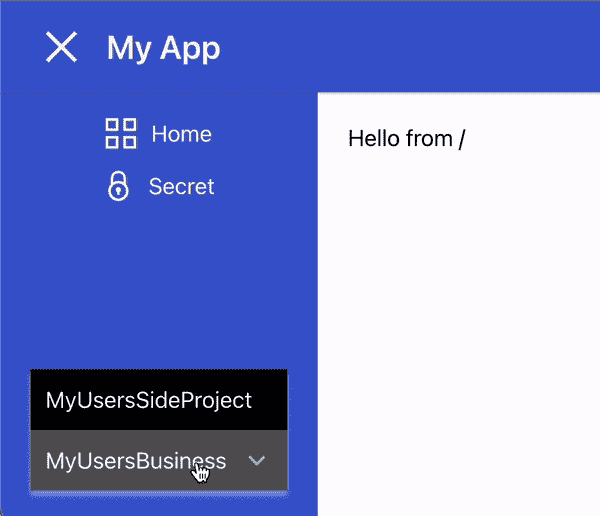 My App
Home
Secret
Hello from /
MyUsersSideProject
MyUsersBusiness